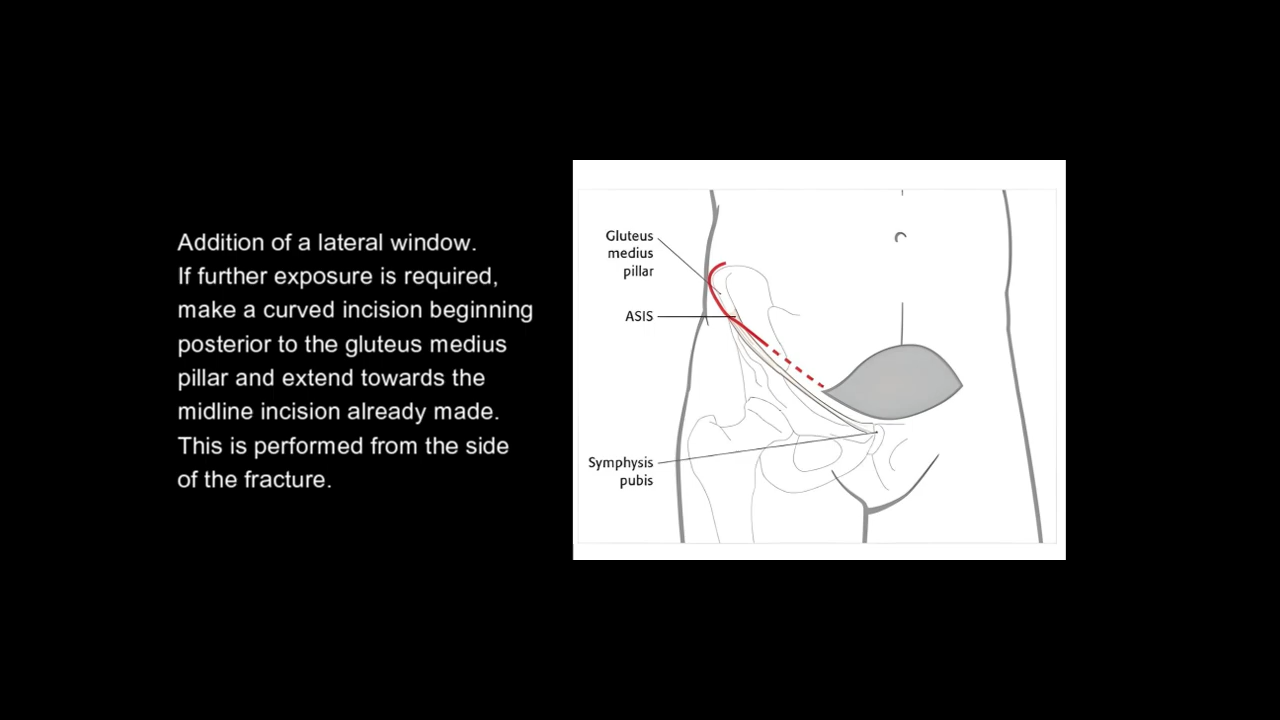 Addition of a lateral window.
If further exposure is required,
make a curved incision beginning
posterior to the gluteus medius
pillar and extend towards the
midline incision already made.
This is performed from the side
of the fracture.
Gluteus
medius
pillar
ASIS
Symphysis
pubis